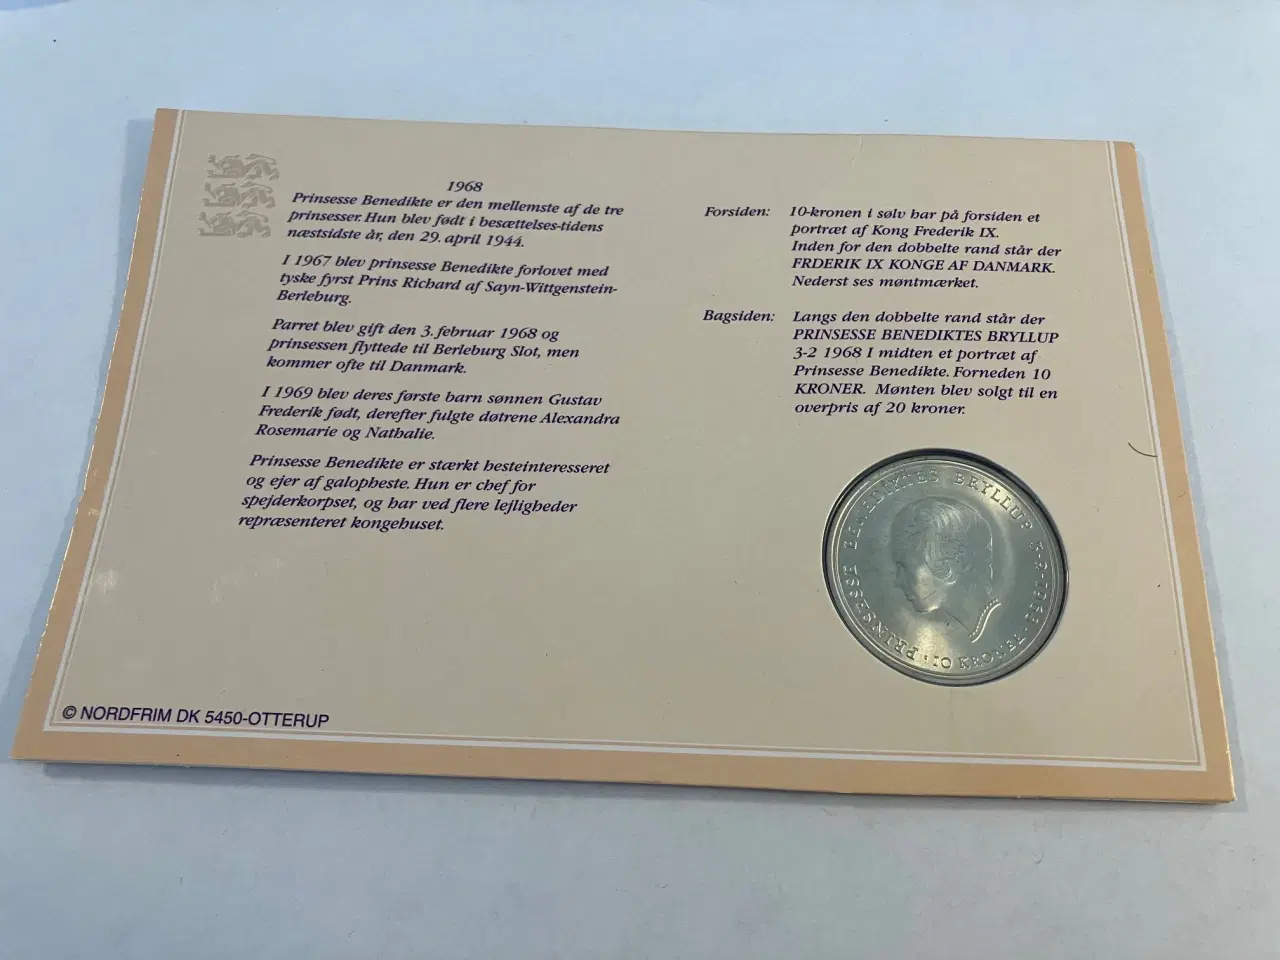 1968
Prinsesse Benedikte er den mellemste af de tre
prinsesser. Hun blev født i besættelses-tidens
næstsidste år, den 29. april 1944.
I 1967 blev prinsesse Benedikte forlovet med
tyske fyrst Prins Richard af Sayn-Wittgenstein-
Berleburg.
Parret blev gift den 3. februar 1968 og
prinsessen flyttede til Berleburg Slot, men
kommer ofte til Danmark.
I 1969 blev deres første barn sønnen Gustav
Frederik født, derefter fulgte døtrene Alexandra
Rosemarie og Nathalie.
Prinsesse Benedikte er stærkt hesteinteresseret
og ejer af galopheste. Hun er chef for
spejderkorpset, og har ved flere lejligheder
repræsenteret kongehuset.
Forsiden: 10-kronen i sølv har på forsiden et
portræt af Kong Frederik IX.
Inden for den dobbelte rand står der
FRDERIK IX KONGE AF DANMARK.
Nederst ses møntmærket.
Bagsiden: Langs den dobbelte rand står der
PRINSESSE BENEDIKTES BRYLLUP
3-2 1968 I midten et portræt af
Prinsesse Benedikte. Forneden 10
KRONER. Mønten blev solgt til en
overpris af 20 kroner.
PRINSESSE BENEDIKTES BRYLLUP
10 KRONER
© NORDFRIM DK 5450-OTTERUP